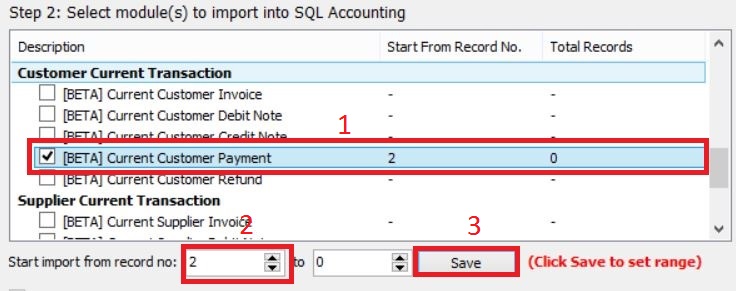 Step 2: Select module(s) to import into SQL Accounting
Description Start From Record No. Total Records
Customer Current Transaction
[BETA] Current Customer Invoice - -
[BETA] Current Customer Debit Note - -
[BETA] Current Customer Credit Note - -
1
[BETA] Current Customer Payment 2 0
[BETA] Current Customer Refund - -
Supplier Current Transaction
[BETA] Current Supplier Invoice - -
2 3
Start import from record no: 2 to 0 Save (Click Save to set range)